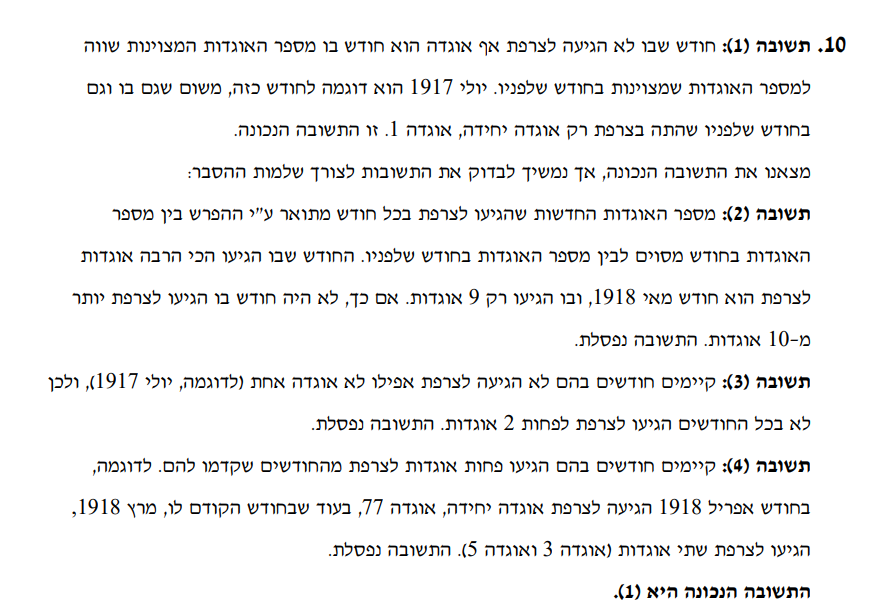 10. תשובה (1): חודש שבו לא הגיעה לצרפת אף אוגדה הוא חודש בו מספר האוגדות המצוינות שווה
למספר האוגדות שמצוינות בחודש שלפניו. יולי 1917 הוא דוגמה לחודש כזה, משום שגם בו וגם
בחודש שלפניו שהתה בצרפת רק אוגדה יחידה, אוגדה 1. זו התשובה הנכונה.
מצאנו את התשובה הנכונה, אך נמשיך לבדוק את התשובות לצורך שלמות ההסבר:
תשובה (2): מספר האוגדות החדשות שהגיעו לצרפת בכל חודש מתואר ע"י ההפרש בין מספר
האוגדות בחודש מסוים לבין מספר האוגדות בחודש שלפניו. החודש שבו הגיעו הכי הרבה אוגדות
לצרפת הוא חודש מאי 1918, ובו הגיעו רק 9 אוגדות. אם כך, לא היה חודש בו הגיעו לצרפת יותר
מ-10 אוגדות. התשובה נפסלת.
תשובה (3): קיימים חודשים בהם לא הגיעה לצרפת אפילו לא אוגדה אחת (לדוגמה, יולי 1917), ולכן
לא בכל החודשים הגיעו לצרפת לפחות 2 אוגדות. התשובה נפסלת.
תשובה (4): קיימים חודשים בהם הגיעו פחות אוגדות לצרפת מהחודשים שקדמו להם. לדוגמה,
בחודש אפריל 1918 הגיעה לצרפת אוגדה יחידה, אוגדה 77, בעוד שבחודש הקודם לו, מרץ 1918,
הגיעו לצרפת שתי אוגדות (אוגדה 3 ואוגדה 5). התשובה נפסלת.
התשובה הנכונה היא (1).